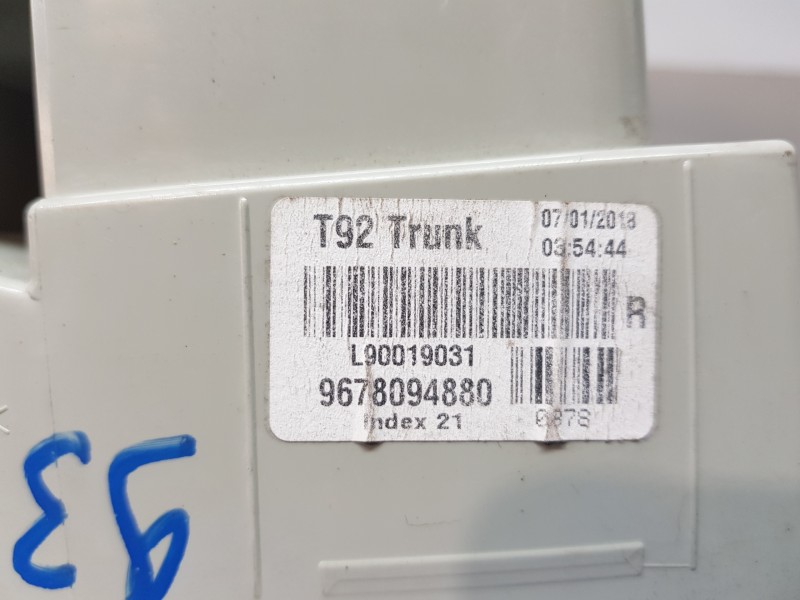 T92 Trunk
07/01/2018
03:54:44
R
L90019031
9678094880
Index 21
0878
93